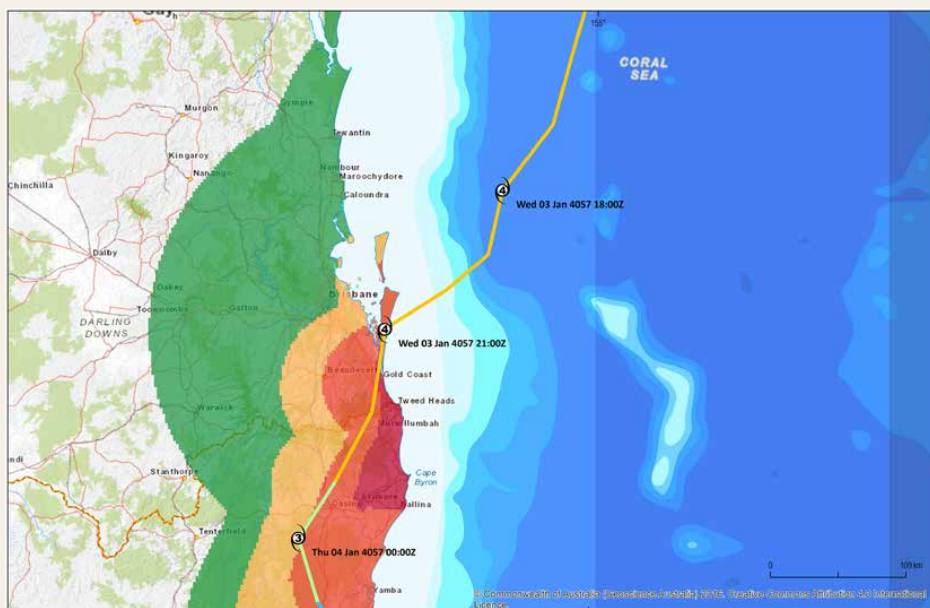 155°
CORAL
SEA
Gympie
Murgon
Tewantin
Kingaroy
Nambour
Nanango
Maroochydore
Chinchilla
Caloundra
④
Wed 03 Jan 4057 18:00Z
Dalby
Oakey
Brisbane
Toowoomba
Gatton
DARLING
DOWNS
④
Wed 03 Jan 4057 21:00Z
Beaudesert
Gold Coast
Warwick
Tweed Heads
Murwillumbah
Stanthorpe
Cape
Byron
Lismore
Casino
Ballina
Tenterfield
③
Thu 04 Jan 4057 00:00Z
0
100 km
Yamba
© Commonwealth of Australia (Geoscience Australia) 2016. Creative Commons Attribution 4.0 International
Licence.